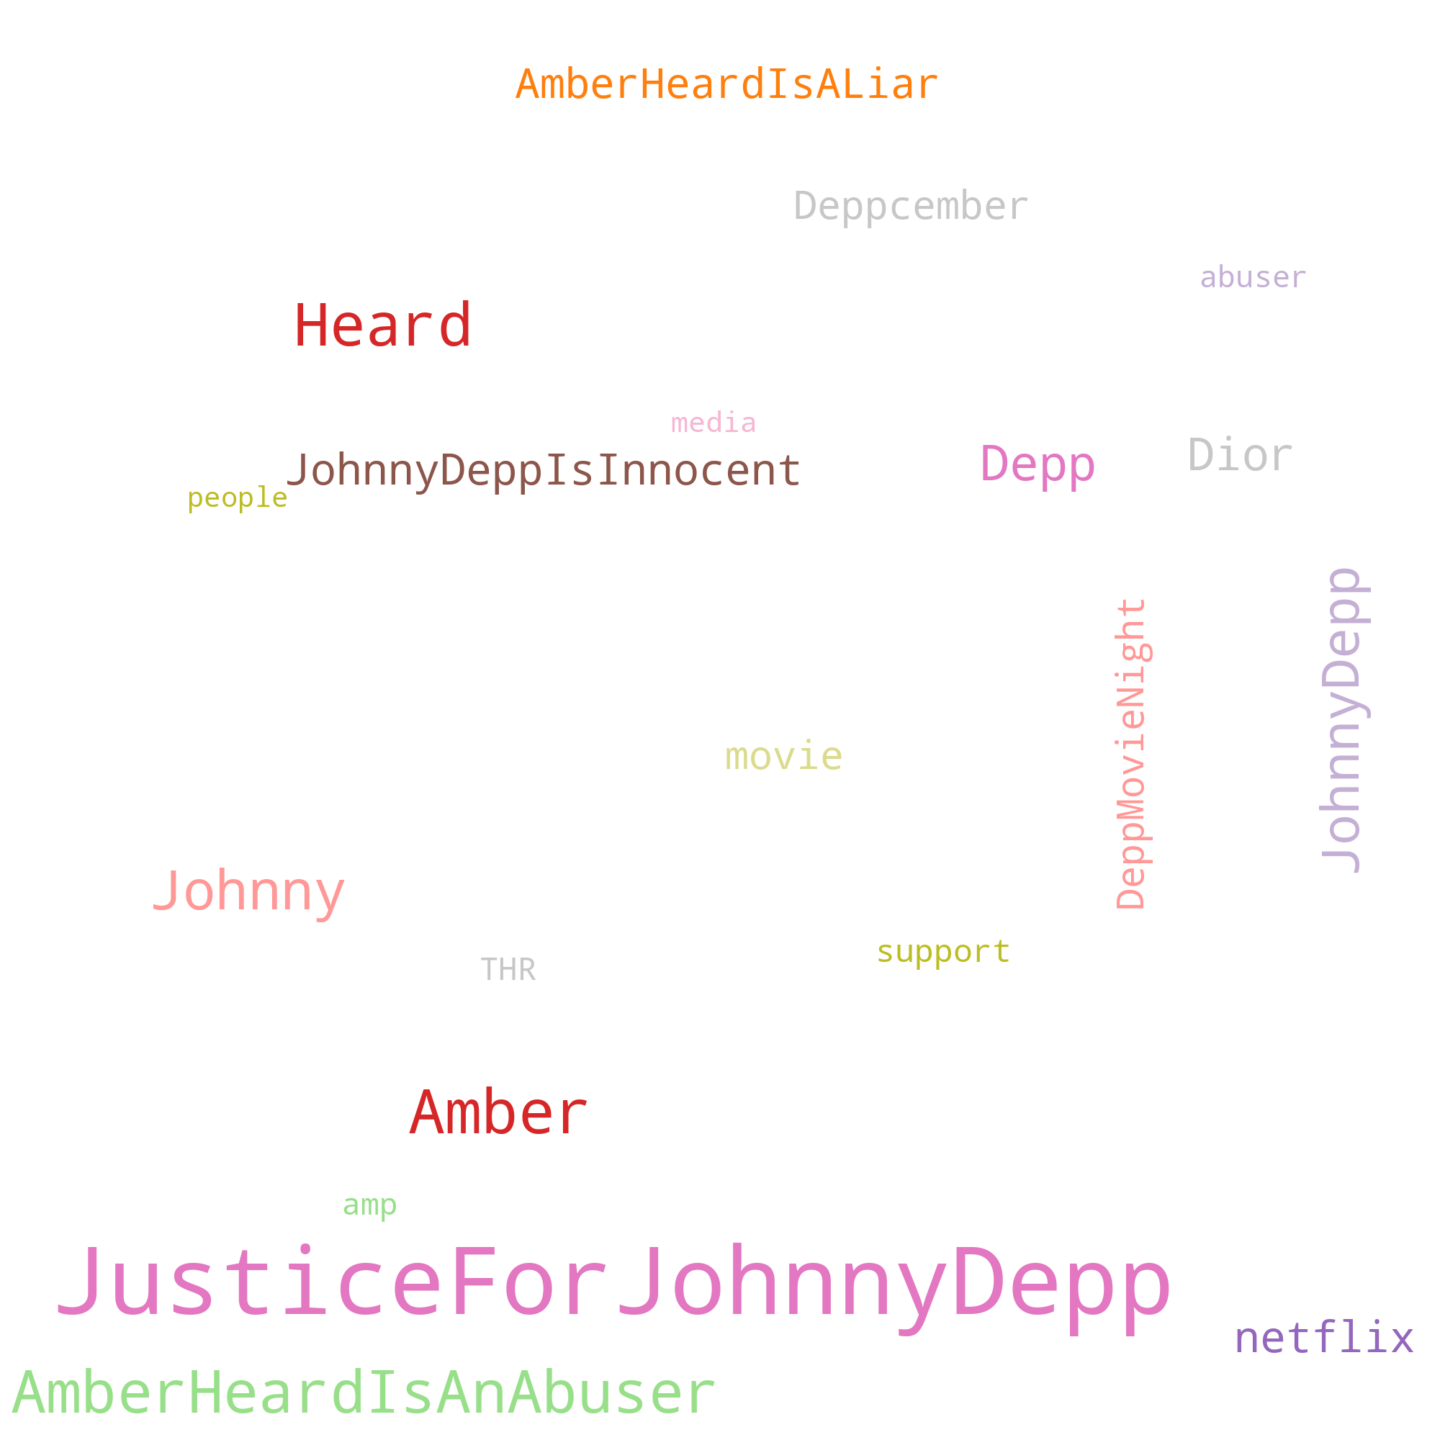 AmberHeardIsALiar
Deppcember
abuser
Heard
media
Depp
Dior
JohnnyDeppIsInnocent
people
JohnnyDepp
DeppMovieNight
movie
Johnny
support
THR
Amber
amp
JusticeForJohnnyDepp
netflix
AmberHeardIsAnAbuser